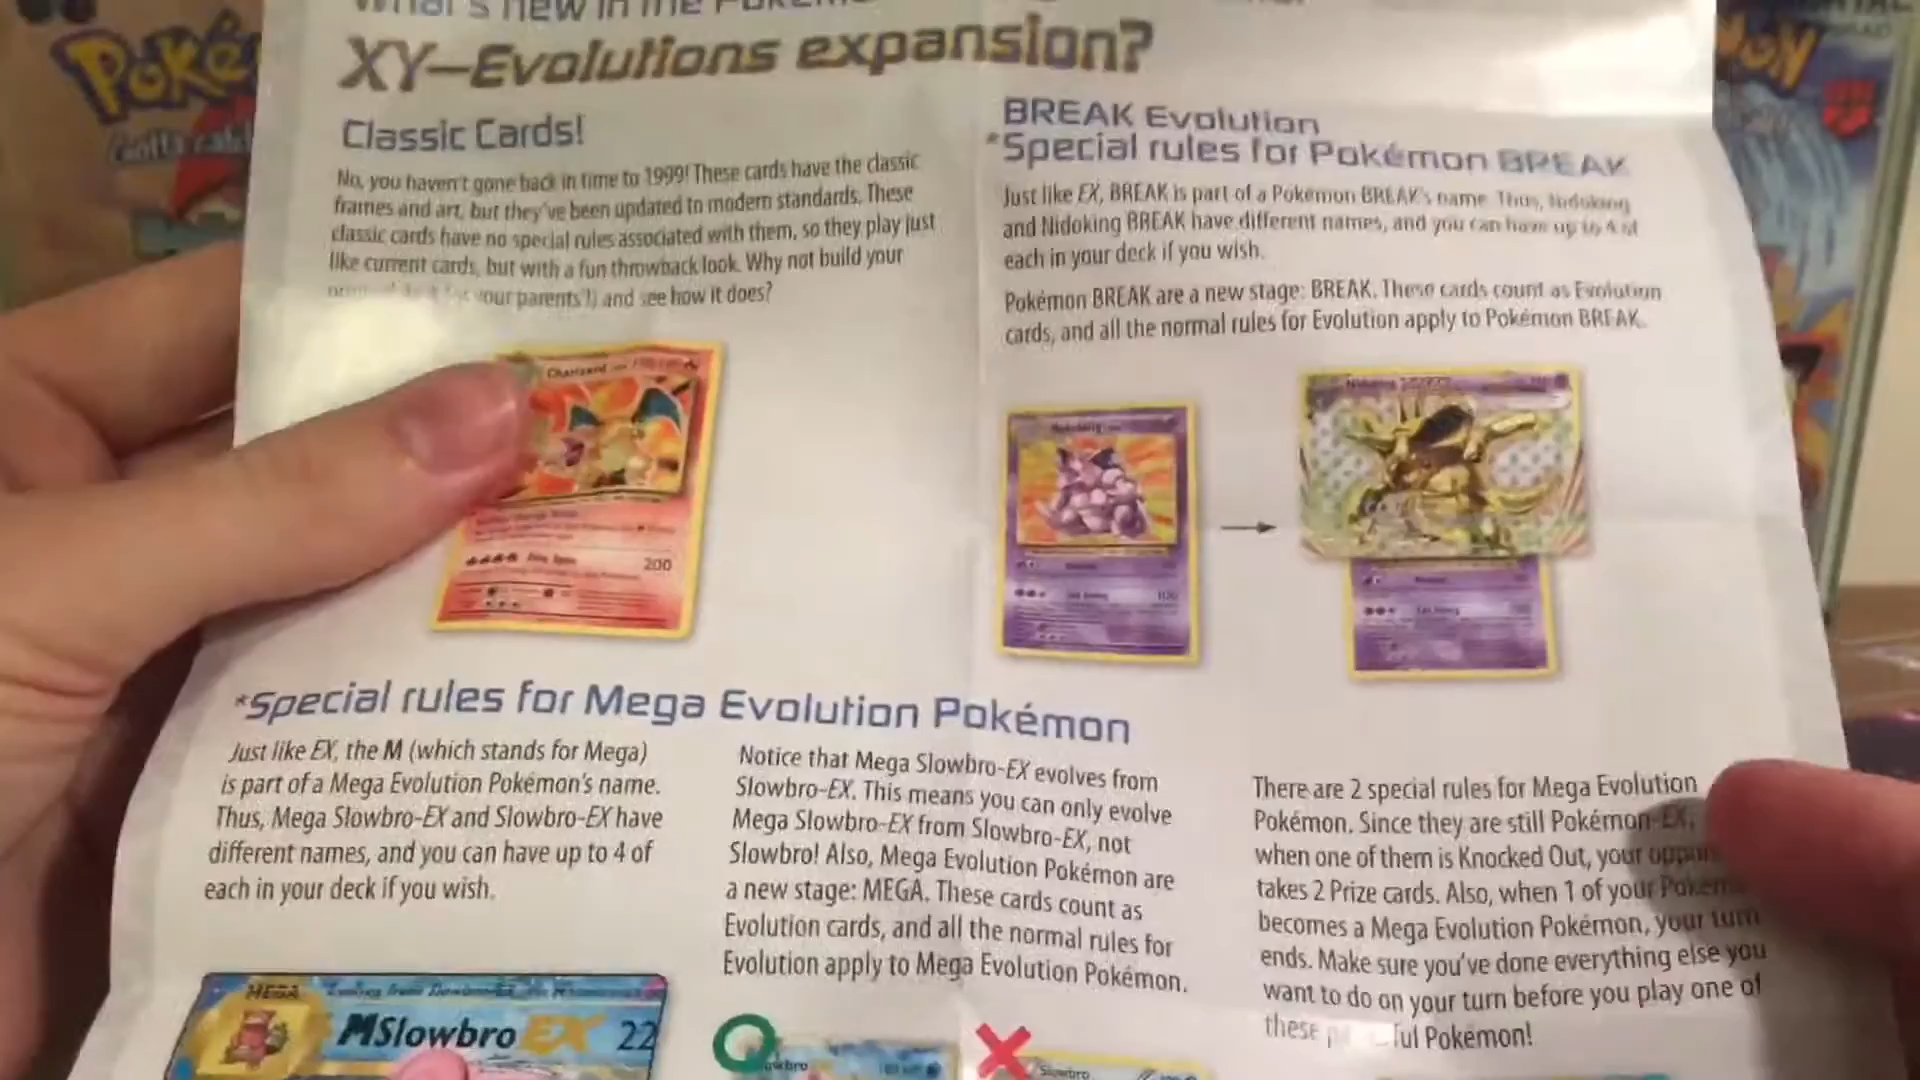 What's new in the
XY—Evolutions expansion?
Classic Cards!
No, you haven't gone back in time to 1999! These cards have the classic
frames and art, but they've been updated to modern standards. These
classic cards have no special rules associated with them, so they play just
like current cards, but with a fun throwback look. Why not build your
your parents'!) and see how it does?
BREAK Evolution
*Special rules for Pokémon BREAK
Just like EX, BREAK is part of a Pokémon BREAK's name. Thus, Nidoking
and Nidoking BREAK have different names, and you can have up to 4 of
each in your deck if you wish.
Pokémon BREAK are a new stage: BREAK. These cards count as Evolution
cards, and all the normal rules for Evolution apply to Pokémon BREAK.
Charizard
200
Nidoking
*Special rules for Mega Evolution Pokémon
Just like EX, the M (which stands for Mega)
is part of a Mega Evolution Pokémon's name.
Thus, Mega Slowbro-EX and Slowbro-EX have
different names, and you can have up to 4 of
each in your deck if you wish.
Notice that Mega Slowbro-EX evolves from
Slowbro-EX. This means you can only evolve
Mega Slowbro-EX from Slowbro-EX, not
Slowbro! Also, Mega Evolution Pokémon are
a new stage: MEGA. These cards count as
Evolution cards, and all the normal rules for
Evolution apply to Mega Evolution Pokémon.
There are 2 special rules for Mega Evolution
Pokémon. Since they are still Pokémon-EX,
when one of them is Knocked Out, your
takes 2 Prize cards. Also, when 1 of your
becomes a Mega Evolution Pokémon, your turn
ends. Make sure you've done everything else you
want to do on your turn before you play one of
these Pokémon!
MEGA Evolves from Slowbro-EX
MSlowbro EX 22
Slowbro